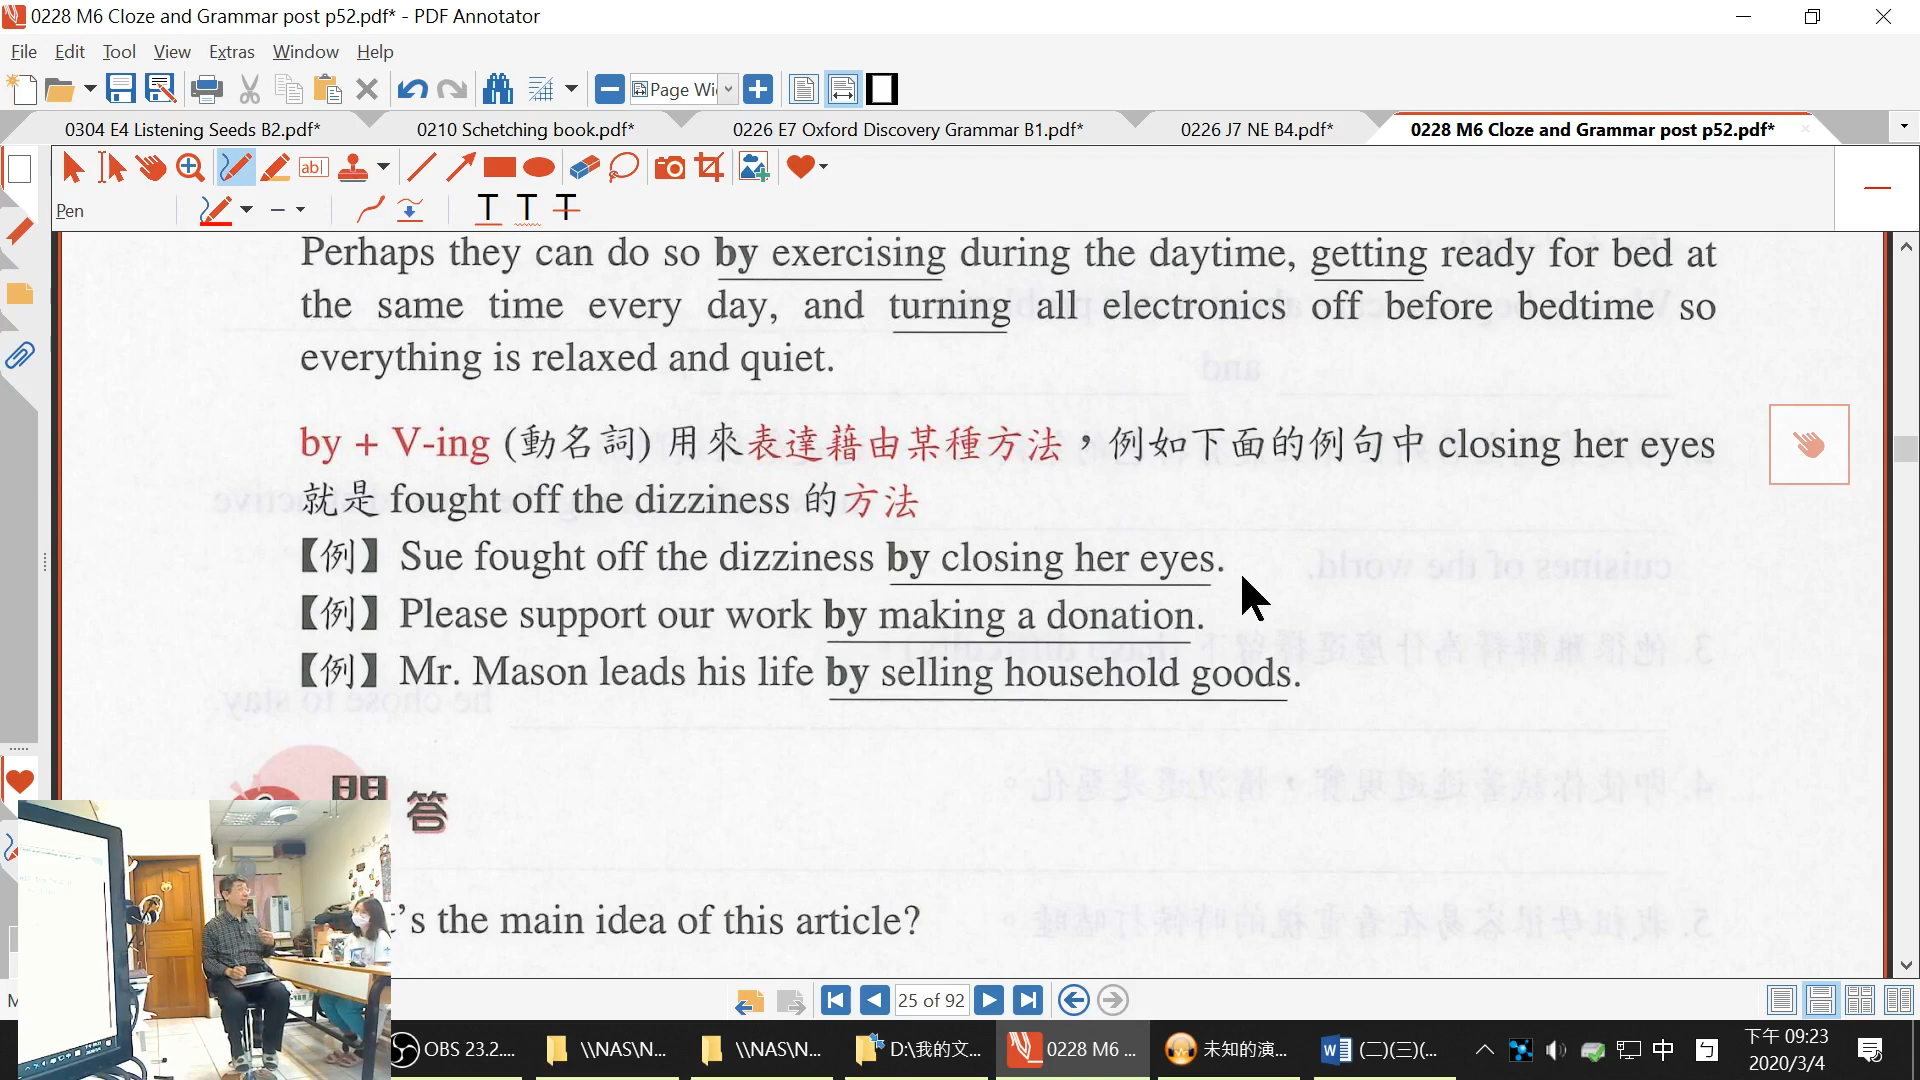 0228 M6 Cloze and Grammar post p52.pdf* - PDF Annotator
File Edit Tool View Extras Window Help
Page Wi
0304 E4 Listening Seeds B2.pdf* 0210 Schetching book.pdf* 0226 E7 Oxford Discovery Grammar B1.pdf* 0226 J7 NE B4.pdf* 0228 M6 Cloze and Grammar post p52.pdf*
Pen
Perhaps they can do so by exercising during the daytime, getting ready for bed at
the same time every day, and turning all electronics off before bedtime so
everything is relaxed and quiet.
by + V-ing (動名詞) 用來表達藉由某種方法，例如下面的例句中 closing her eyes
就是 fought off the dizziness 的方法
【例】 Sue fought off the dizziness by closing her eyes.
【例】 Please support our work by making a donation.
【例】 Mr. Mason leads his life by selling household goods.
問答
's the main idea of this article?
25 of 92
OBS 23.2.... \\NAS\N... \\NAS\N... D:\我的文... 0228 M6 ... 未知的演... (二)(三)(... 中 ㄅ
下午 09:23
2020/3/4